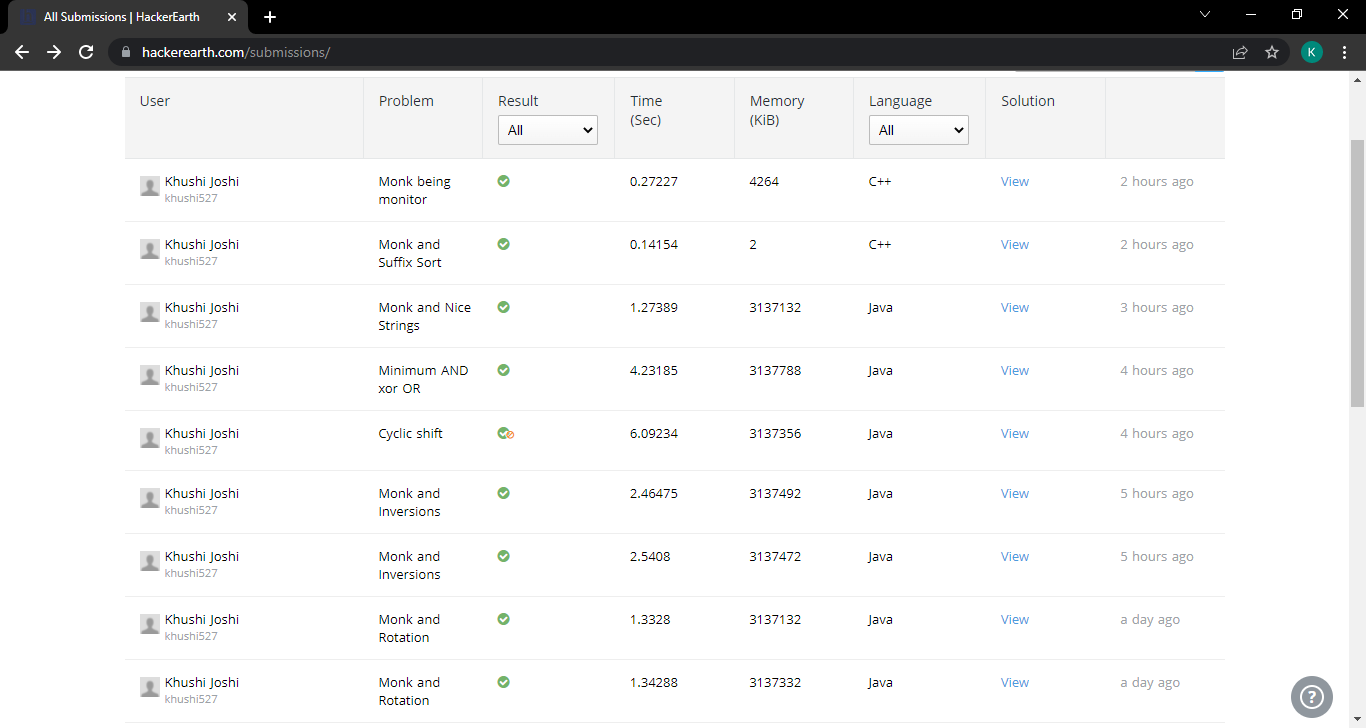 All Submissions | HackerEarth
hackerearth.com/submissions/
K
User Problem Result Time Memory Language Solution
(Sec) (KiB)
All All
Khushi Joshi Monk being 0.27227 4264 C++ View 2 hours ago
khushi527 monitor
Khushi Joshi Monk and 0.14154 2 C++ View 2 hours ago
khushi527 Suffix Sort
Khushi Joshi Monk and Nice 1.27389 3137132 Java View 3 hours ago
khushi527 Strings
Khushi Joshi Minimum AND 4.23185 3137788 Java View 4 hours ago
khushi527 xor OR
Khushi Joshi Cyclic shift 6.09234 3137356 Java View 4 hours ago
khushi527
Khushi Joshi Monk and 2.46475 3137492 Java View 5 hours ago
khushi527 Inversions
Khushi Joshi Monk and 2.5408 3137472 Java View 5 hours ago
khushi527 Inversions
Khushi Joshi Monk and 1.3328 3137132 Java View a day ago
khushi527 Rotation
Khushi Joshi Monk and 1.34288 3137332 Java View a day ago
khushi527 Rotation
?